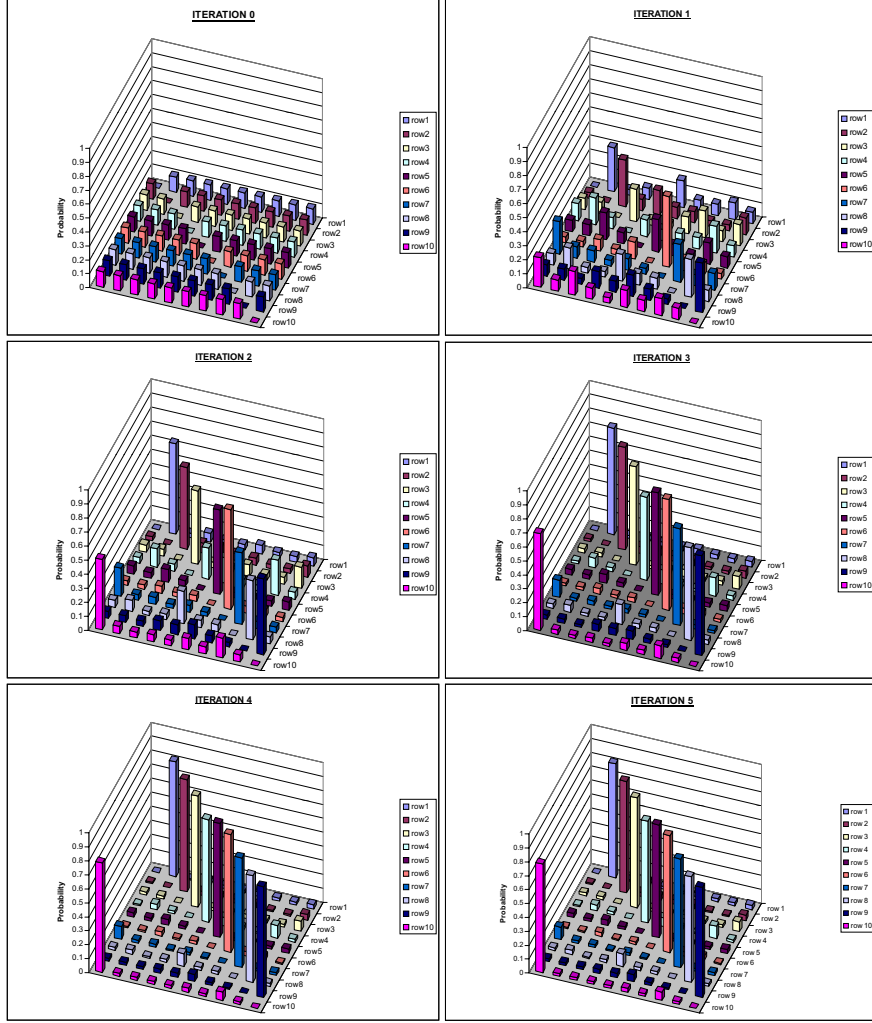 ITERATION 0
Probability
1
0.9
0.8
0.7
0.6
0.5
0.4
0.3
0.2
0.1
0
row1
row2
row3
row4
row5
row6
row7
row8
row9
row10
row1
row2
row3
row4
row5
row6
row7
row8
row9
row10
ITERATION 1
Probability
1
0.9
0.8
0.7
0.6
0.5
0.4
0.3
0.2
0.1
0
row1
row2
row3
row4
row5
row6
row7
row8
row9
row10
row1
row2
row3
row4
row5
row6
row7
row8
row9
row10
ITERATION 2
Probability
1
0.9
0.8
0.7
0.6
0.5
0.4
0.3
0.2
0.1
0
row1
row2
row3
row4
row5
row6
row7
row8
row9
row10
row1
row2
row3
row4
row5
row6
row7
row8
row9
row10
ITERATION 3
Probability
1
0.9
0.8
0.7
0.6
0.5
0.4
0.3
0.2
0.1
0
row1
row2
row3
row4
row5
row6
row7
row8
row9
row10
row1
row2
row3
row4
row5
row6
row7
row8
row9
row10
ITERATION 4
Probability
1
0.9
0.8
0.7
0.6
0.5
0.4
0.3
0.2
0.1
0
row1
row2
row3
row4
row5
row6
row7
row8
row9
row10
row1
row2
row3
row4
row5
row6
row7
row8
row9
row10
ITERATION 5
Probability
1
0.9
0.8
0.7
0.6
0.5
0.4
0.3
0.2
0.1
0
row 1
row 2
row 3
row 4
row 5
row 6
row 7
row 8
row 9
row 10
row 1
row 2
row 3
row 4
row 5
row 6
row 7
row 8
row 9
row 10